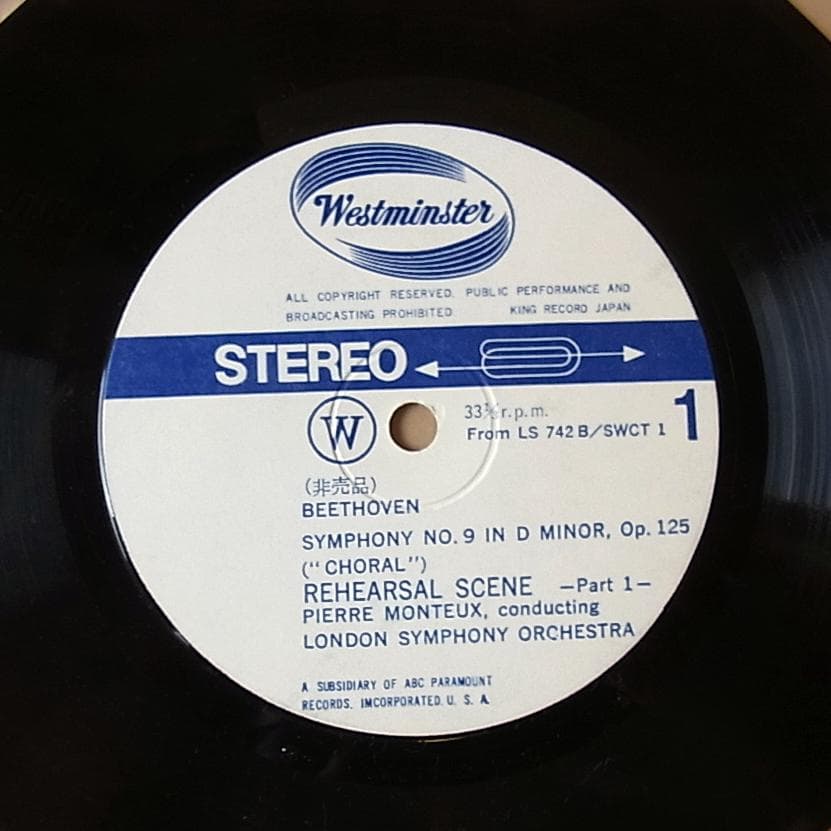 Westminster
ALL COPYRIGHT RESERVED. PUBLIC PERFORMANCE AND
BROADCASTING PROHIBITED KING RECORD JAPAN
STEREO
W
33⅓ r.p.m.
From LS 742 B/SWCT 1
1
(非売品)
BEETHOVEN
SYMPHONY NO. 9 IN D MINOR, Op. 125
("CHORAL")
REHEARSAL SCENE —Part 1—
PIERRE MONTEUX, conducting
LONDON SYMPHONY ORCHESTRA
A SUBSIDIARY OF ABC PARAMOUNT
RECORDS. IMCORPORATED. U. S. A.